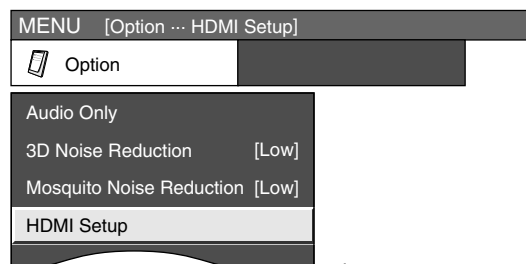 MENU [Option ··· HDMI Setup]
Option
Audio Only
3D Noise Reduction [Low]
Mosquito Noise Reduction [Low]
HDMI Setup